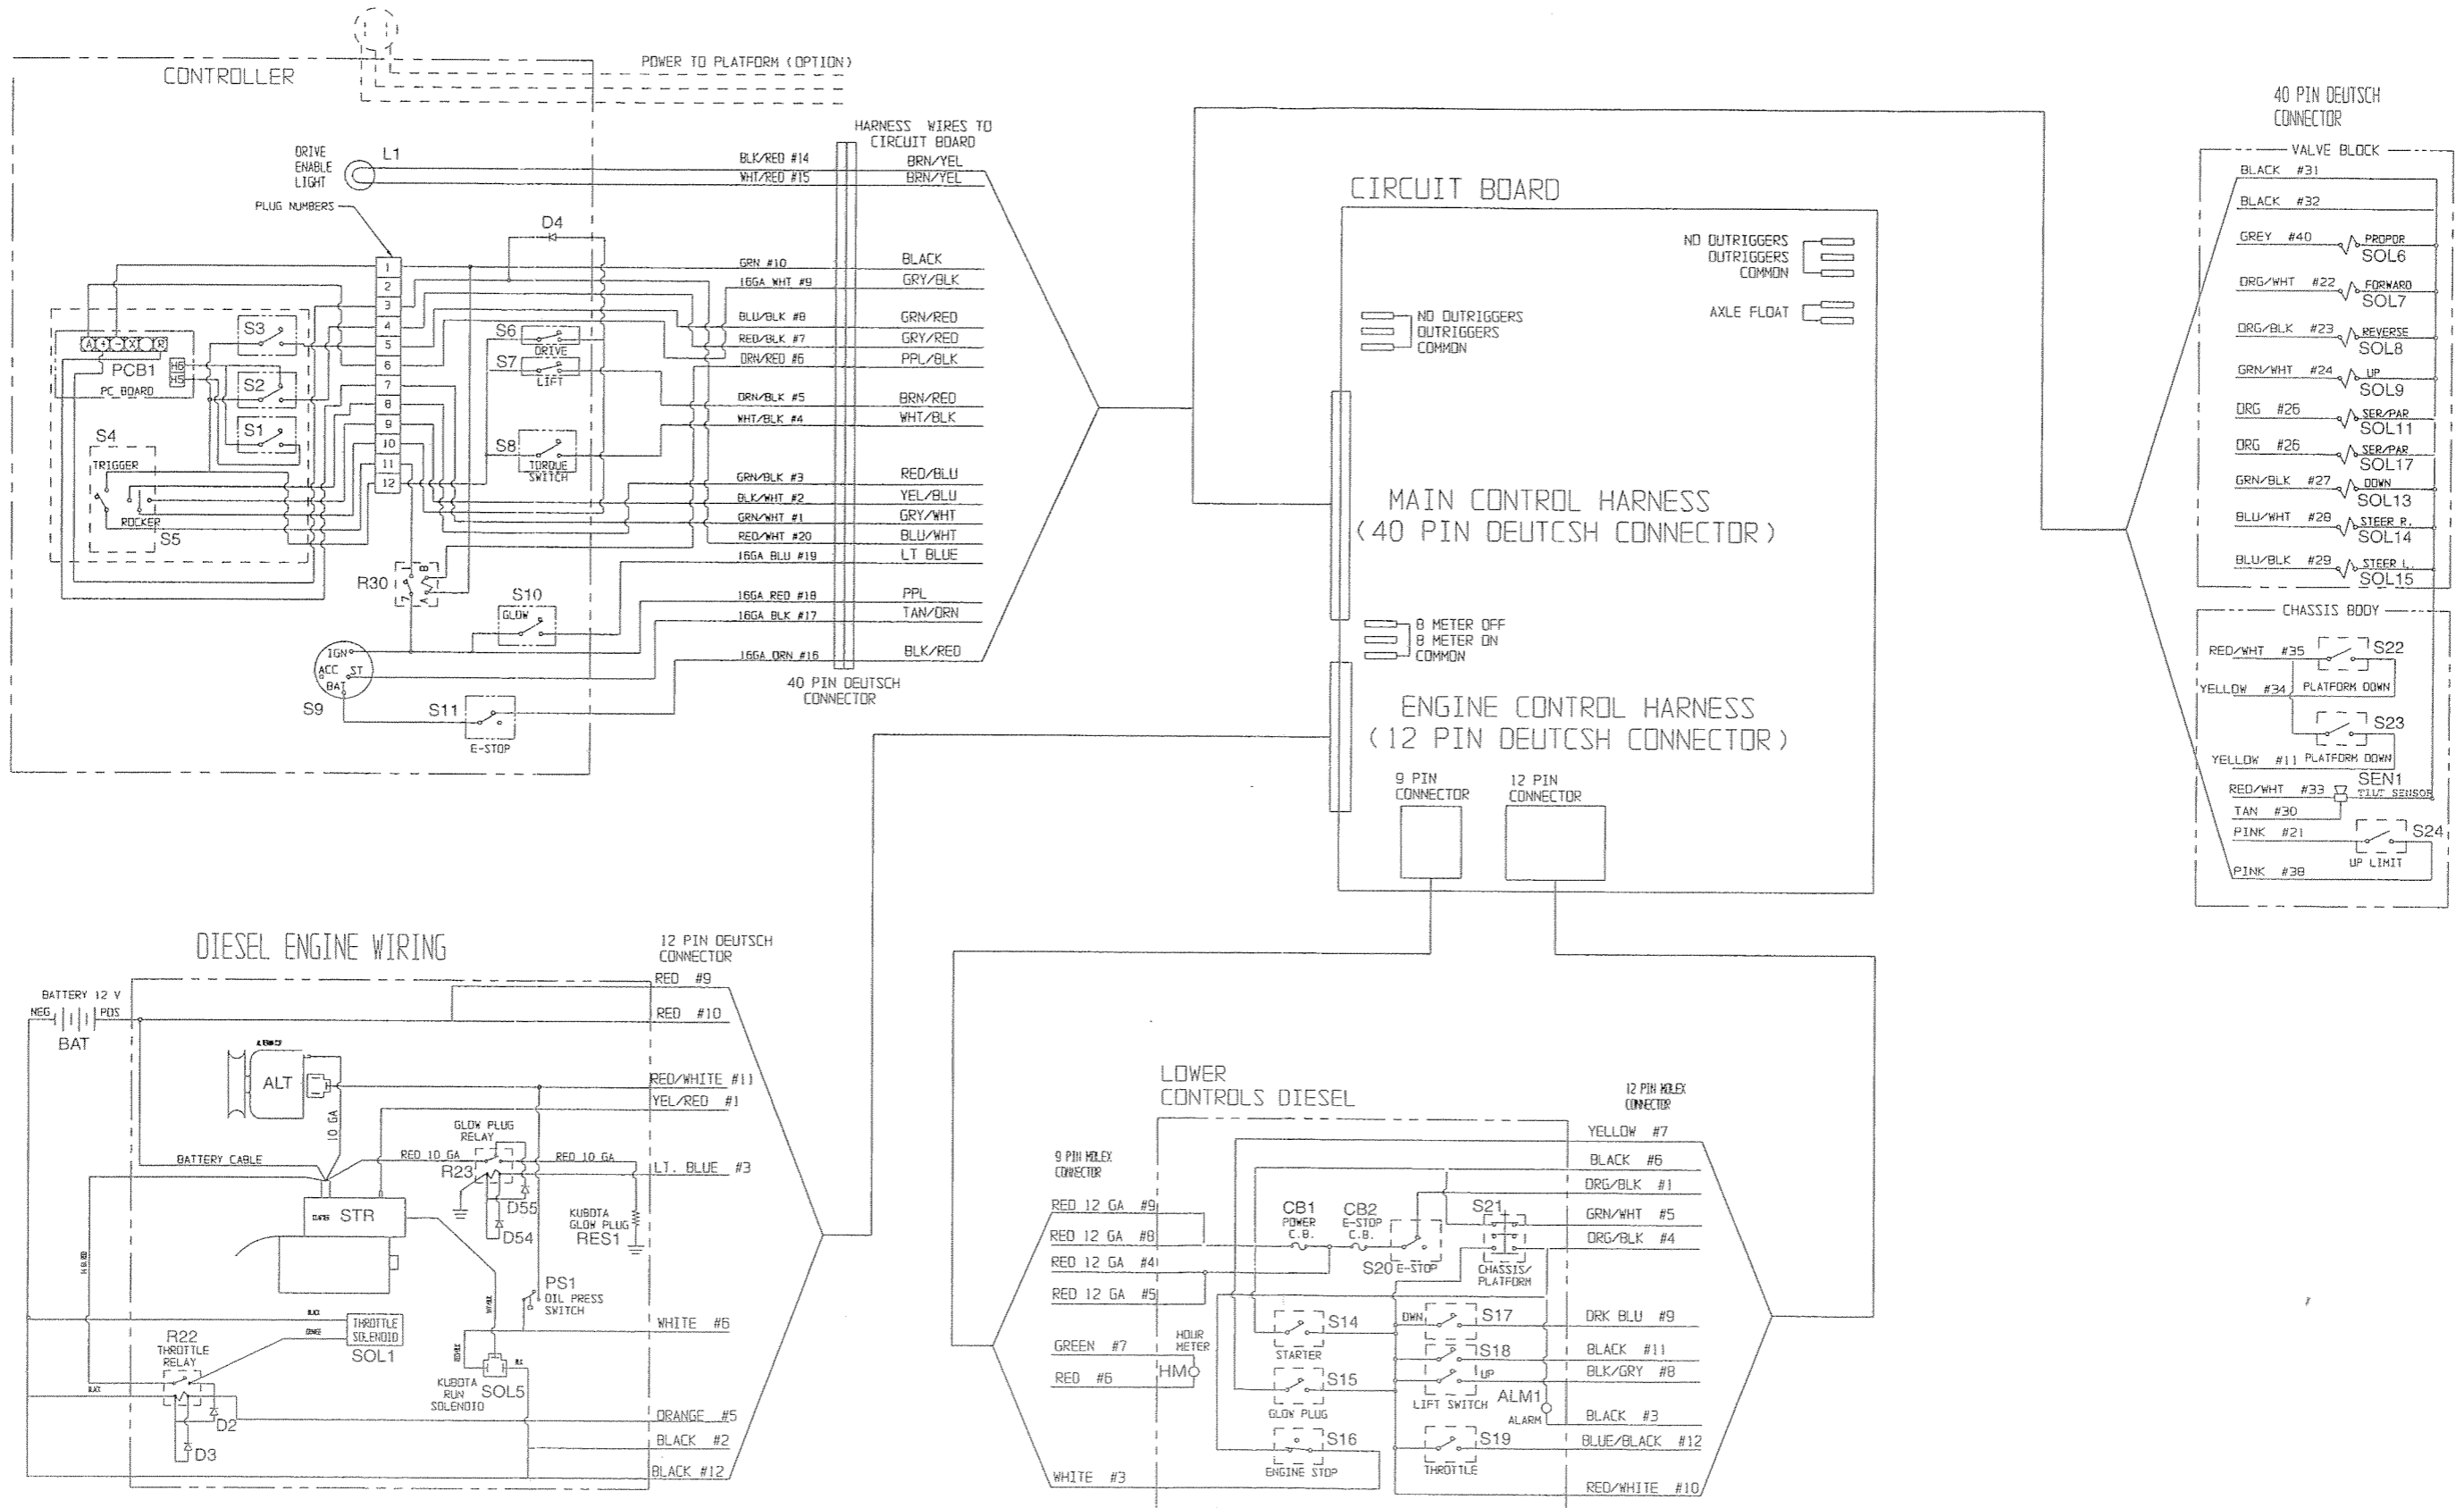 CONTROLLER
POWER TO PLATFORM (OPTION)
HARNESS WIRES TO
CIRCUIT BOARD
DRIVE
ENABLE
LIGHT
L1
BLK/RED #14
BRN/YEL
WHT/RED #15
BRN/YEL
PLUG NUMBERS
D4
1
2
3
4
5
6
7
8
9
10
11
12
GRN #10
BLACK
16GA WHT #9
GRY/BLK
BLU/BLK #8
GRN/RED
RED/BLK #7
GRY/RED
ORN/RED #6
PPL/BLK
ORN/BLK #5
BRN/RED
WHT/BLK #4
WHT/BLK
GRN/BLK #3
RED/BLU
BLK/WHT #2
YEL/BLU
GRN/WHT #1
GRY/WHT
RED/WHT #20
BLU/WHT
16GA BLU #19
LT BLUE
16GA RED #18
PPL
16GA BLK #17
TAN/ORN
16GA ORN #16
BLK/RED
40 PIN DEUTSCH
CONNECTOR
S3
S2
S1
A + - X R
H6
H5
PCB1
PC BOARD
S4
TRIGGER
ROCKER
S5
S6
DRIVE
S7
LIFT
S8
TORQUE
SWITCH
R30
7
8
A
S10
GLOW
IGN
ACC
ST
BAT
S9
S11
E-STOP
CIRCUIT BOARD
NO OUTRIGGERS
OUTRIGGERS
COMMON
AXLE FLOAT
NO OUTRIGGERS
OUTRIGGERS
COMMON
MAIN CONTROL HARNESS
(40 PIN DEUTCSH CONNECTOR)
8 METER OFF
8 METER ON
COMMON
ENGINE CONTROL HARNESS
(12 PIN DEUTCSH CONNECTOR)
9 PIN
CONNECTOR
12 PIN
CONNECTOR
40 PIN DEUTSCH
CONNECTOR
VALVE BLOCK
BLACK #31
BLACK #32
GREY #40
PROPOR
SOL6
ORG/WHT #22
FORWARD
SOL7
ORG/BLK #23
REVERSE
SOL8
GRN/WHT #24
UP
SOL9
ORG #26
SER/PAR
SOL11
ORG #26
SER/PAR
SOL17
GRN/BLK #27
DOWN
SOL13
BLU/WHT #28
STEER R.
SOL14
BLU/BLK #29
STEER L.
SOL15
CHASSIS BODY
RED/WHT #35
S22
YELLOW #34
PLATFORM DOWN
S23
YELLOW #11
PLATFORM DOWN
SEN1
RED/WHT #33
TILT SENSOR
TAN #30
PINK #21
S24
UP LIMIT
PINK #38
DIESEL ENGINE WIRING
12 PIN DEUTSCH
CONNECTOR
RED #9
BATTERY 12 V
NEG
POS
BAT
RED #10
ALTERNATOR
ALT
10 GA
RED/WHITE #11
YEL/RED #1
GLOW PLUG
RELAY
BATTERY CABLE
RED 10 GA
R23
RED 10 GA
LT. BLUE #3
D55
D54
STR
KUBOTA
GLOW PLUG
RES1
PS1
OIL PRESS
SWITCH
BLACK
THROTTLE
SOLENOID
SOL1
ORANGE
WHITE #6
R22
THROTTLE
RELAY
BLACK
KUBOTA
RUN
SOLENOID
SOL5
D2
D3
ORANGE #5
BLACK #2
BLACK #12
LOWER
CONTROLS DIESEL
12 PIN MOLEX
CONNECTOR
9 PIN MOLEX
CONNECTOR
YELLOW #7
BLACK #6
ORG/BLK #1
GRN/WHT #5
ORG/BLK #4
RED 12 GA #9
RED 12 GA #8
RED 12 GA #4
RED 12 GA #5
CB1
POWER
C.B.
CB2
E-STOP
C.B.
S20
E-STOP
S21
CHASSIS/
PLATFORM
GREEN #7
RED #6
HOUR
METER
HM
S14
STARTER
S15
GLOW PLUG
S16
ENGINE STOP
DWN
S17
DRK BLU #9
S18
BLACK #11
UP
BLK/GRY #8
LIFT SWITCH
ALM1
ALARM
BLACK #3
S19
THROTTLE
BLUE/BLACK #12
WHITE #3
RED/WHITE #10